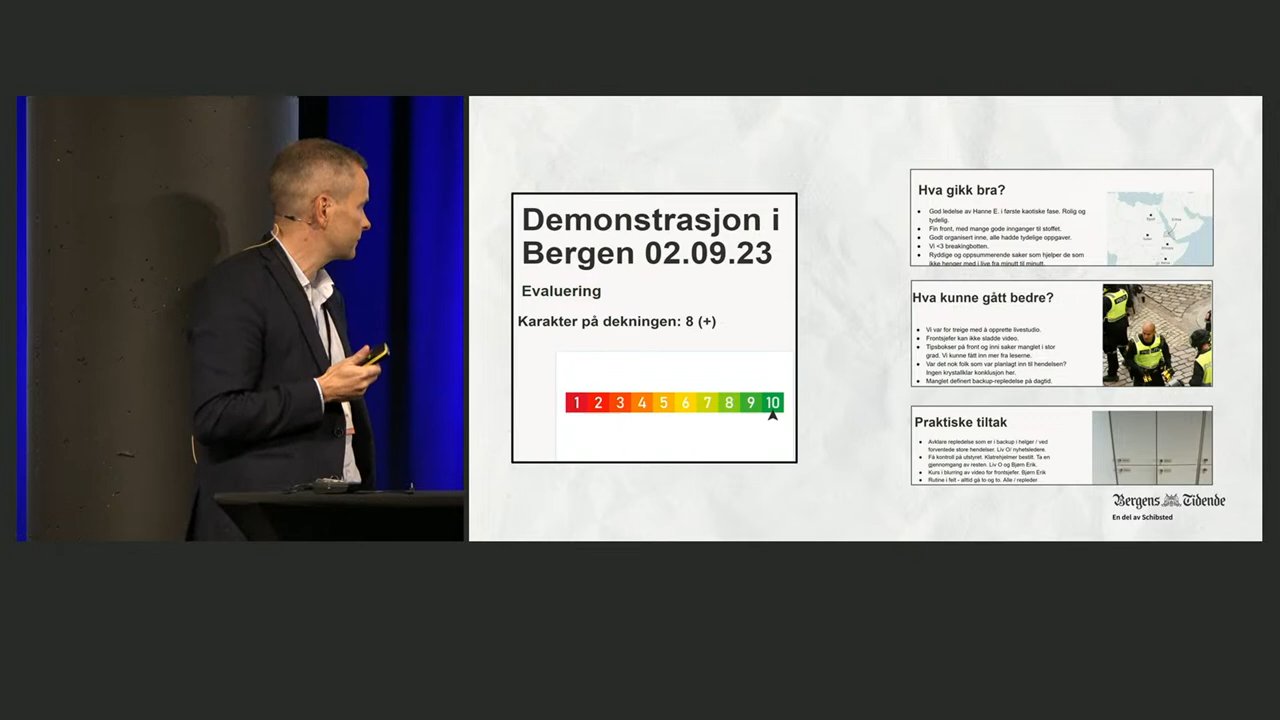 Demonstrasjon i
Bergen 02.09.23
Evaluering
Karakter på dekningen: 8 (+)
1 2 3 4 5 6 7 8 9 10
Hva gikk bra?
● God ledelse av Hanne E. i første kaotiske fase. Rolig og
tydelig.
● Fin front, med mange gode innganger til stoffet.
● Godt organisert inne, alle hadde tydelige oppgaver.
● Vi <3 breakingbotten.
● Ryddige og oppsummerende saker som hjelper de som
ikke henger med i live fra minutt til minutt.
Hva kunne gått bedre?
● Vi var for treige med å opprette livestudio.
● Frontsjefer kan ikke sladde video.
● Tipsbokser på front og inni saker manglet i stor
grad. Vi kunne fått inn mer fra leserne.
● Var det nok folk som var planlagt inn til hendelsen?
Ingen krystallklar konklusjon her.
● Manglet definert backup-repledelse på dagtid.
Praktiske tiltak
● Avklare repledelse som er i backup i helger / ved
forventede store hendelser. Liv O/ nyhetsledere.
● Få kontroll på utstyret. Klatrehjelmer bestilt. Ta en
gjennomgang av resten. Liv O og Bjørn Erik.
● Kurs i blurring av video for frontsjefer. Bjørn Erik
● Rutine i felt - alltid gå to og to. Alle / repleder
Bergens Tidende
En del av Schibsted